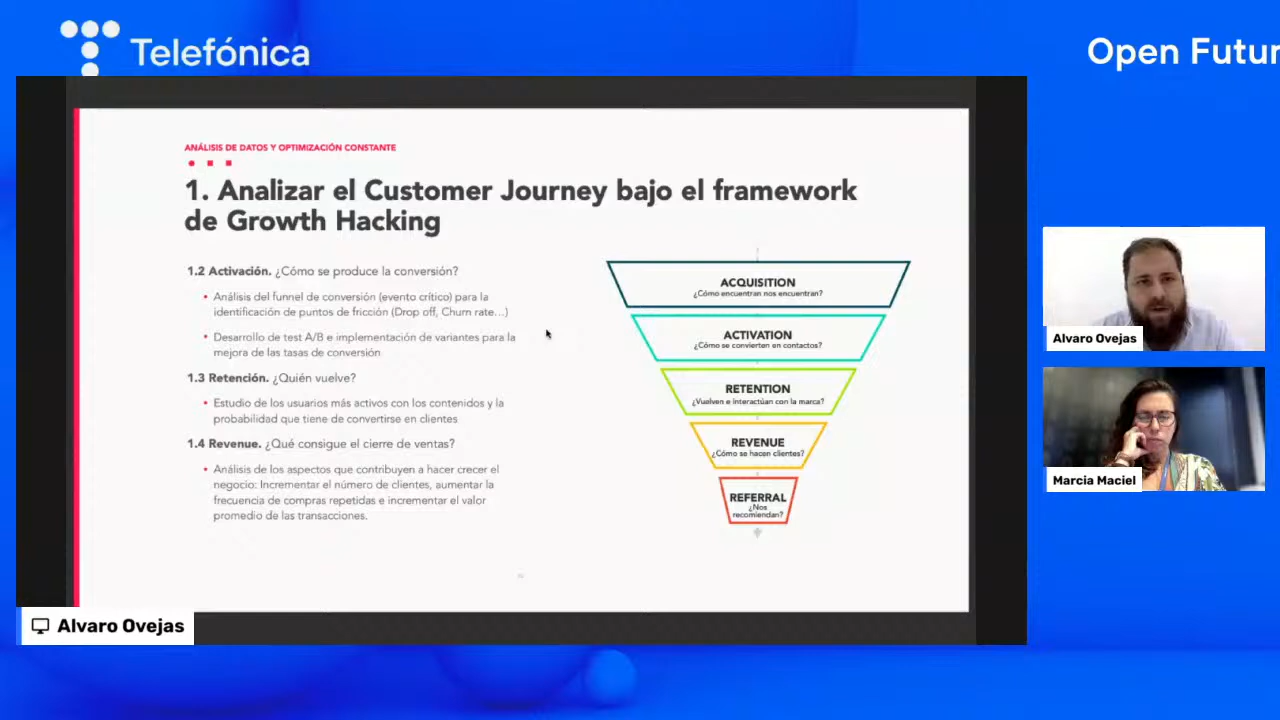 Telefónica
Open Futur
ANÁLISIS DE DATOS Y OPTIMIZACIÓN CONSTANTE
1. Analizar el Customer Journey bajo el framework
de Growth Hacking
1.2 Activación. ¿Cómo se produce la conversión?
• Análisis del funnel de conversión (evento crítico) para la
identificación de puntos de fricción (Drop off, Churn rate...)
• Desarrollo de test A/B e implementación de variantes para la
mejora de las tasas de conversión
1.3 Retención. ¿Quién vuelve?
• Estudio de los usuarios más activos con los contenidos y la
probabilidad que tiene de convertirse en clientes
1.4 Revenue. ¿Qué consigue el cierre de ventas?
• Análisis de los aspectos que contribuyen a hacer crecer el
negocio: Incrementar el número de clientes, aumentar la
frecuencia de compras repetidas e incrementar el valor
promedio de las transacciones.
ACQUISITION
¿Cómo encuentran nos encuentran?
ACTIVATION
¿Cómo se convierten en contactos?
RETENTION
¿Vuelven e interactúan con la marca?
REVENUE
¿Cómo se hacen clientes?
REFERRAL
¿Nos
recomiendan?
Alvaro Ovejas
Marcia Maciel
Alvaro Ovejas